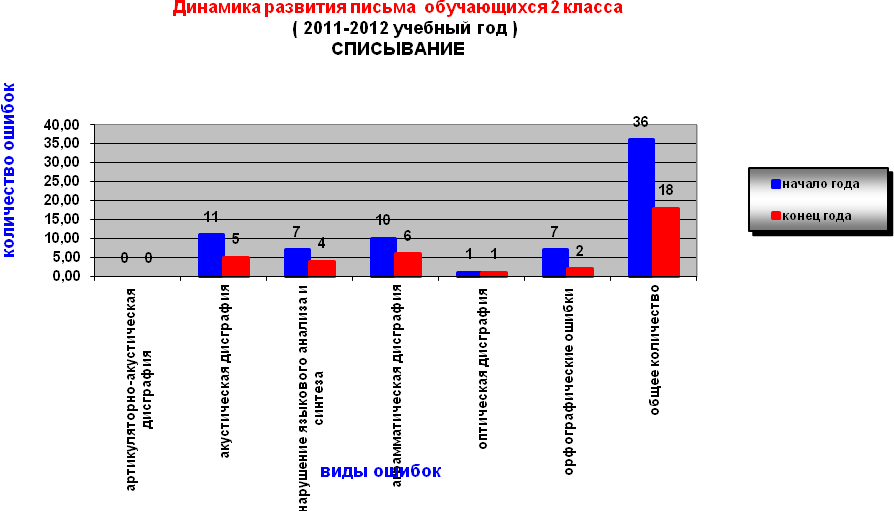 Динамика развития письма обучающихся 2 класса
( 2011-2012 учебный год )
СПИСЫВАНИЕ
количество ошибок
40,00
35,00
30,00
25,00
20,00
15,00
10,00
5,00
0,00
0 0
11 5
7 4
10 6
1 1
7 2
36 18
артикуляторно-акустическая
дисграфия
акустическая дисграфия
нарушение языкового анализа и
синтеза
аграмматическая дисграфия
оптическая дисграфия
орфографические ошибки
общее количество
виды ошибок
начало года
конец года